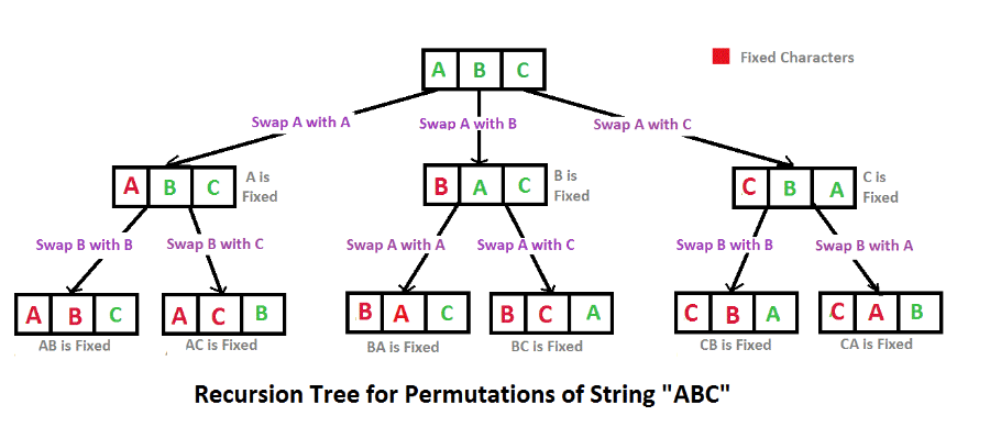 A B C
Fixed Characters
Swap A with A
Swap A with B
Swap A with C
A B C
A is
Fixed
B A C
B is
Fixed
C B A
C is
Fixed
Swap B with B
Swap B with C
Swap A with A
Swap A with C
Swap B with B
Swap B with A
A B C
A C B
B A C
B C A
C B A
C A B
AB is Fixed
AC is Fixed
BA is Fixed
BC is Fixed
CB is Fixed
CA is Fixed
Recursion Tree for Permutations of String "ABC"